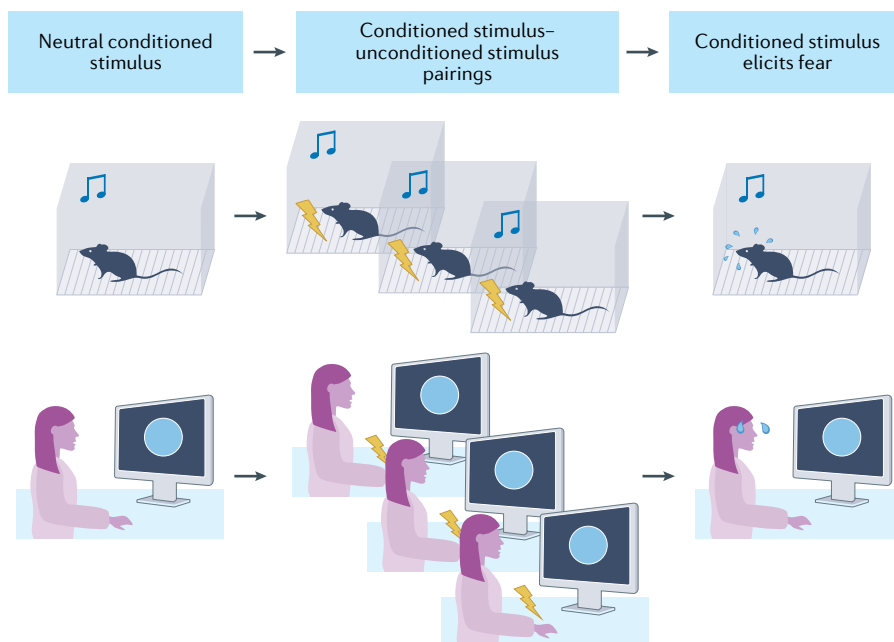 Neutral conditioned
stimulus
Conditioned stimulus–
unconditioned stimulus
pairings
Conditioned stimulus
elicits fear